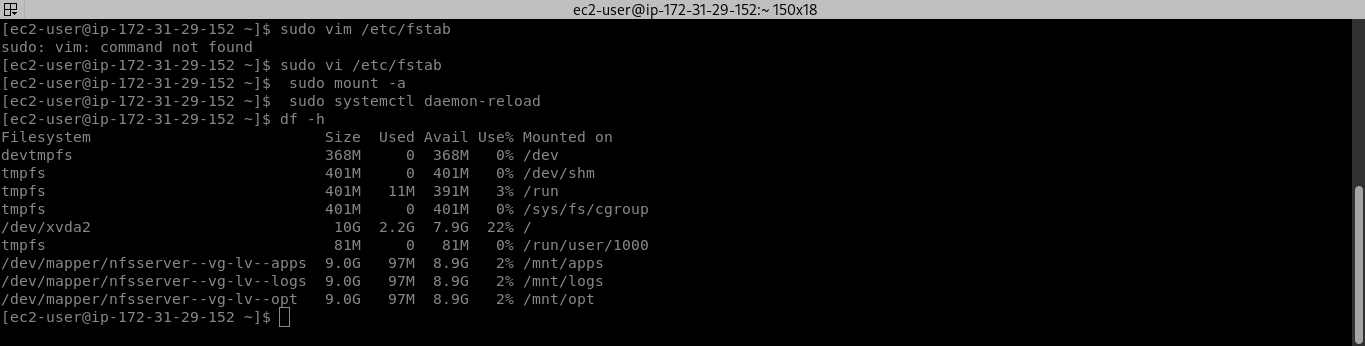 ec2-user@ip-172-31-29-152:~ 150x18
[ec2-user@ip-172-31-29-152 ~]$ sudo vim /etc/fstab
sudo: vim: command not found
[ec2-user@ip-172-31-29-152 ~]$ sudo vi /etc/fstab
[ec2-user@ip-172-31-29-152 ~]$  sudo mount -a
[ec2-user@ip-172-31-29-152 ~]$  sudo systemctl daemon-reload
[ec2-user@ip-172-31-29-152 ~]$ df -h
Filesystem                          Size  Used Avail Use% Mounted on
devtmpfs                            368M     0  368M   0% /dev
tmpfs                               401M     0  401M   0% /dev/shm
tmpfs                               401M   11M  391M   3% /run
tmpfs                               401M     0  401M   0% /sys/fs/cgroup
/dev/xvda2                           10G  2.2G  7.9G  22% /
tmpfs                                81M     0   81M   0% /run/user/1000
/dev/mapper/nfsserver--vg-lv--apps  9.0G   97M  8.9G   2% /mnt/apps
/dev/mapper/nfsserver--vg-lv--logs  9.0G   97M  8.9G   2% /mnt/logs
/dev/mapper/nfsserver--vg-lv--opt   9.0G   97M  8.9G   2% /mnt/opt
[ec2-user@ip-172-31-29-152 ~]$